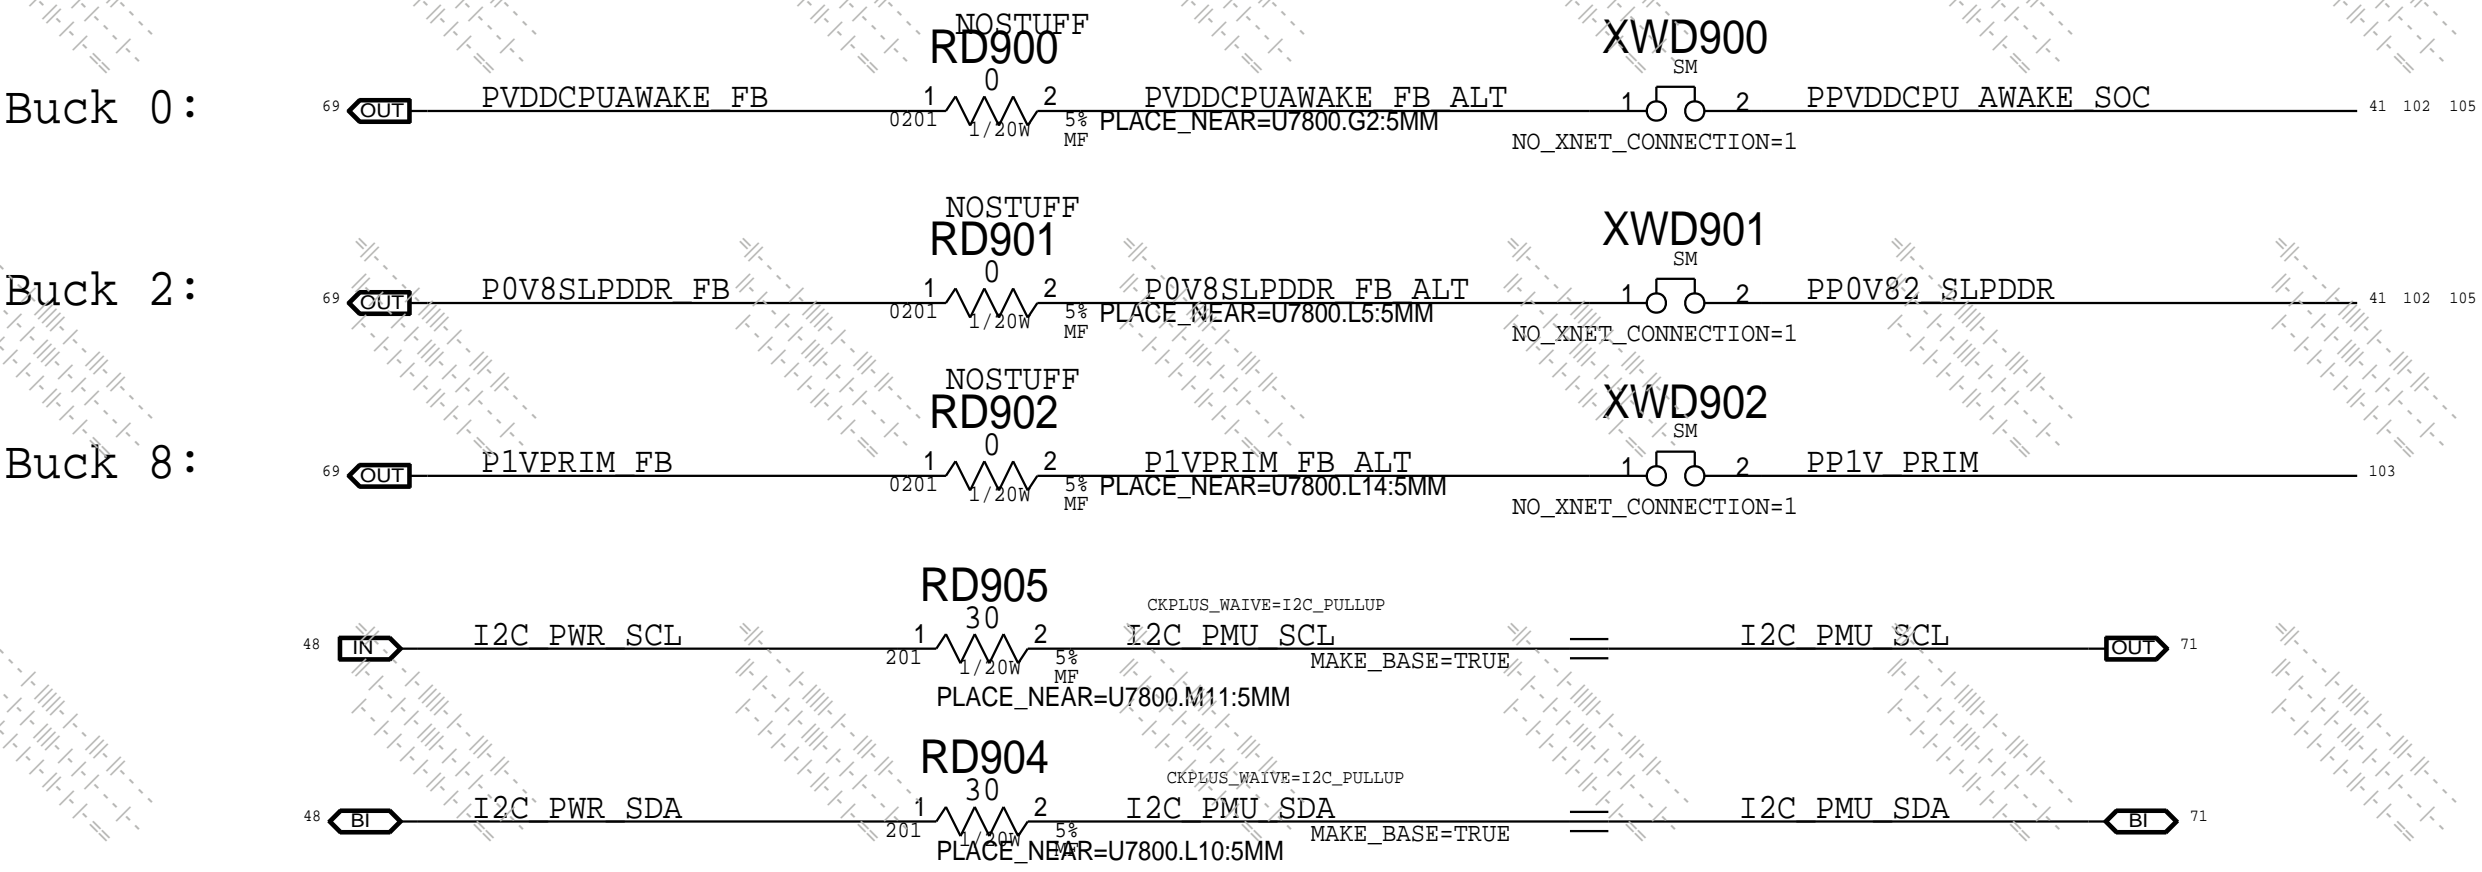 NOSTUFF
RD900 XWD900
0 SM
Buck 0: 69 OUT PVDDCPUAWAKE_FB 1 2 PVDDCPUAWAKE_FB_ALT 1 2 PPVDDCPU_AWAKE_SOC 41 102 105
0201 1/20W 5% PLACE_NEAR=U7800.G2:5MM
MF NO_XNET_CONNECTION=1
NOSTUFF
RD901 XWD901
0 SM
Buck 2: 69 OUT P0V8SLPDDR_FB 1 2 P0V8SLPDDR_FB_ALT 1 2 PP0V82_SLPDDR 41 102 105
0201 1/20W 5% PLACE_NEAR=U7800.L5:5MM
MF NO_XNET_CONNECTION=1
NOSTUFF
RD902 XWD902
0 SM
Buck 8: 69 OUT P1VPRIM_FB 1 2 P1VPRIM_FB_ALT 1 2 PP1V_PRIM 103
0201 1/20W 5% PLACE_NEAR=U7800.L14:5MM
MF NO_XNET_CONNECTION=1
RD905
30 CKPLUS_WAIVE=I2C_PULLUP
48 IN I2C_PWR_SCL 1 2 I2C_PMU_SCL I2C_PMU_SCL OUT 71
201 1/20W 5% MAKE_BASE=TRUE
MF
PLACE_NEAR=U7800.M11:5MM
RD904
30 CKPLUS_WAIVE=I2C_PULLUP
48 BI I2C_PWR_SDA 1 2 I2C_PMU_SDA I2C_PMU_SDA BI 71
201 1/20W 5% MAKE_BASE=TRUE
MF
PLACE_NEAR=U7800.L10:5MM